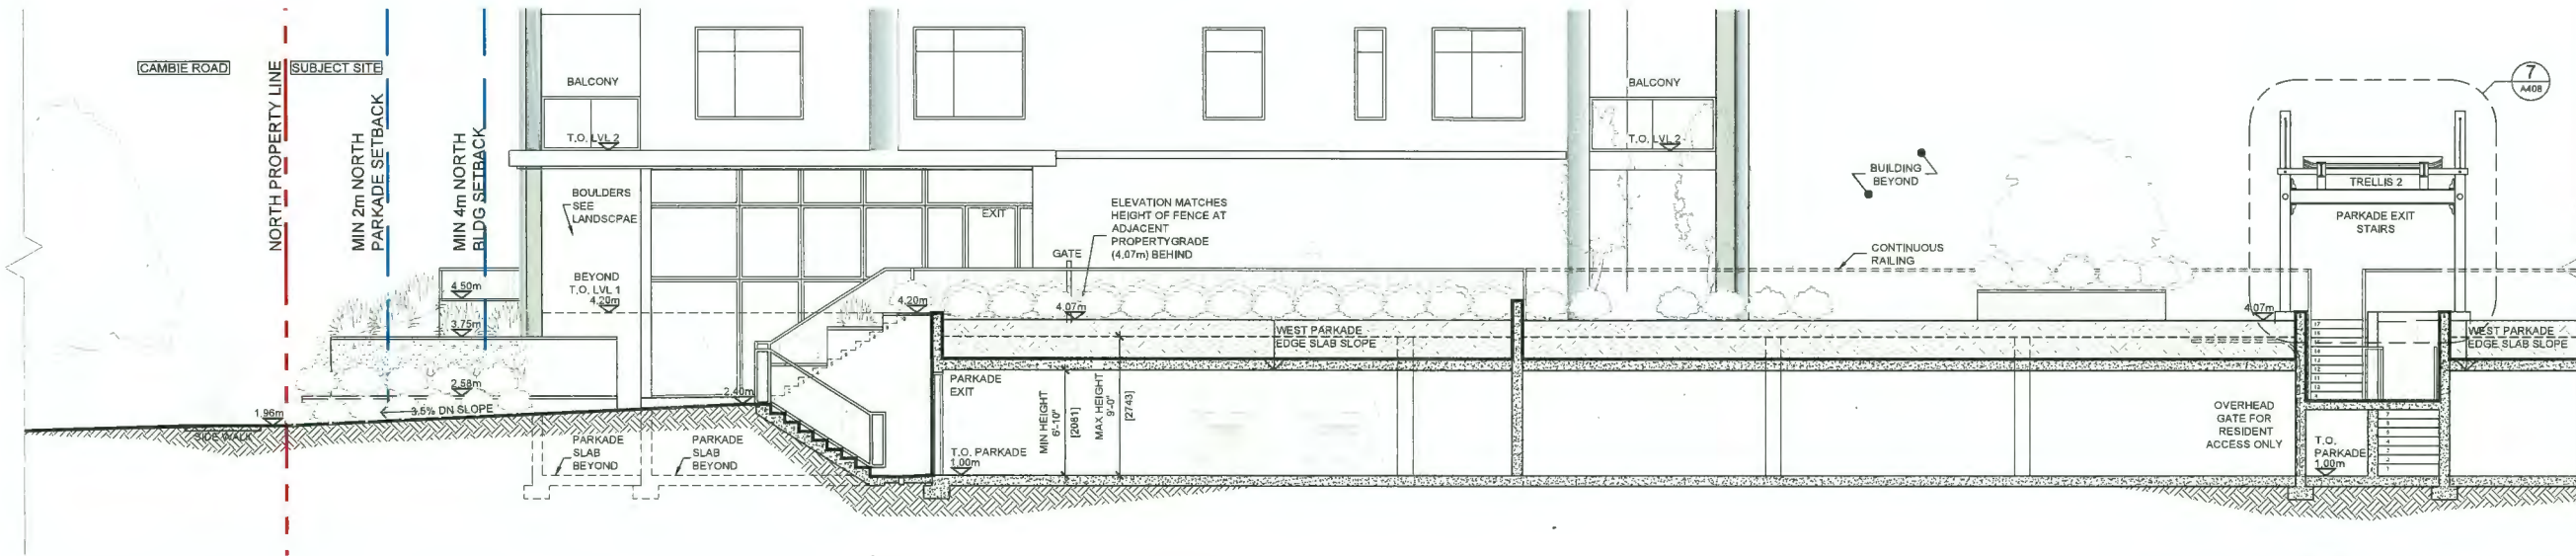 CAMBIE ROAD
SUBJECT SITE
NORTH PROPERTY LINE
MIN 2m NORTH
PARKADE SETBACK
MIN 4m NORTH
BLDG SETBACK
BALCONY
T.O. LVL 2
BOULDERS
SEE
LANDSCPAE
BEYOND
T.O. LVL 1
4.20m
4.50m
3.75m
2.58m
3.5% DN SLOPE
1.96m
SIDE WALK
2.40m
PARKADE
SLAB
BEYOND
PARKADE
SLAB
BEYOND
EXIT
GATE
ELEVATION MATCHES
HEIGHT OF FENCE AT
ADJACENT
PROPERTYGRADE
(4.07m) BEHIND
4.20m
4.07m
WEST PARKADE
EDGE SLAB SLOPE
PARKADE
EXIT
T.O. PARKADE
1.00m
MIN HEIGHT
6'-10"
[2081]
MAX HEIGHT
9'-0"
[2743]
BALCONY
T.O. LVL 2
BUILDING
BEYOND
CONTINUOUS
RAILING
7
A408
TRELLIS 2
PARKADE EXIT
STAIRS
4.07m
WEST PARKADE
EDGE SLAB SLOPE
OVERHEAD
GATE FOR
RESIDENT
ACCESS ONLY
T.O.
PARKADE
1.00m